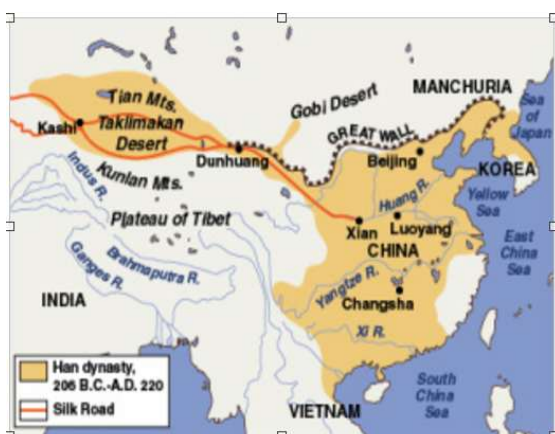 MANCHURIA
Gobi Desert
Sea
of
Japan
Tian Mts.
Kashi
Taklimakan
Desert
GREAT WALL
Dunhuang
Beijing
KOREA
Kunlan Mts.
Indus R.
Huang R.
Yellow
Sea
Plateau of Tibet
Xian
Luoyang
East
China
Sea
CHINA
Brahmaputra R.
Ganges R.
Yangtze R.
INDIA
Changsha
Xi R.
Han dynasty,
206 B.C.-A.D. 220
Silk Road
South
China
Sea
VIETNAM